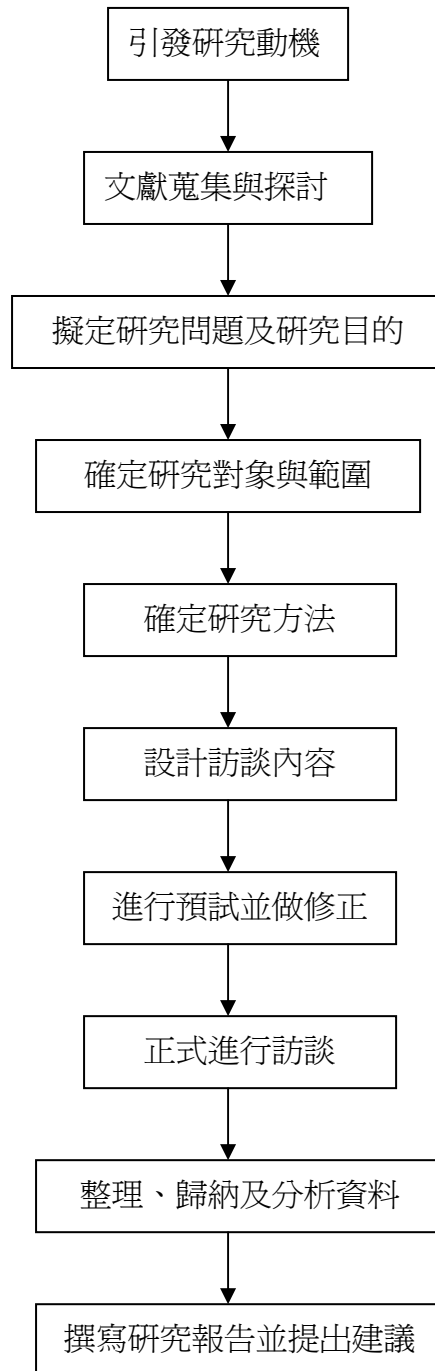 引發研究動機
文獻蒐集與探討
擬定研究問題及研究目的
確定研究對象與範圍
確定研究方法
設計訪談內容
進行預試並做修正
正式進行訪談
整理、歸納及分析資料
撰寫研究報告並提出建議